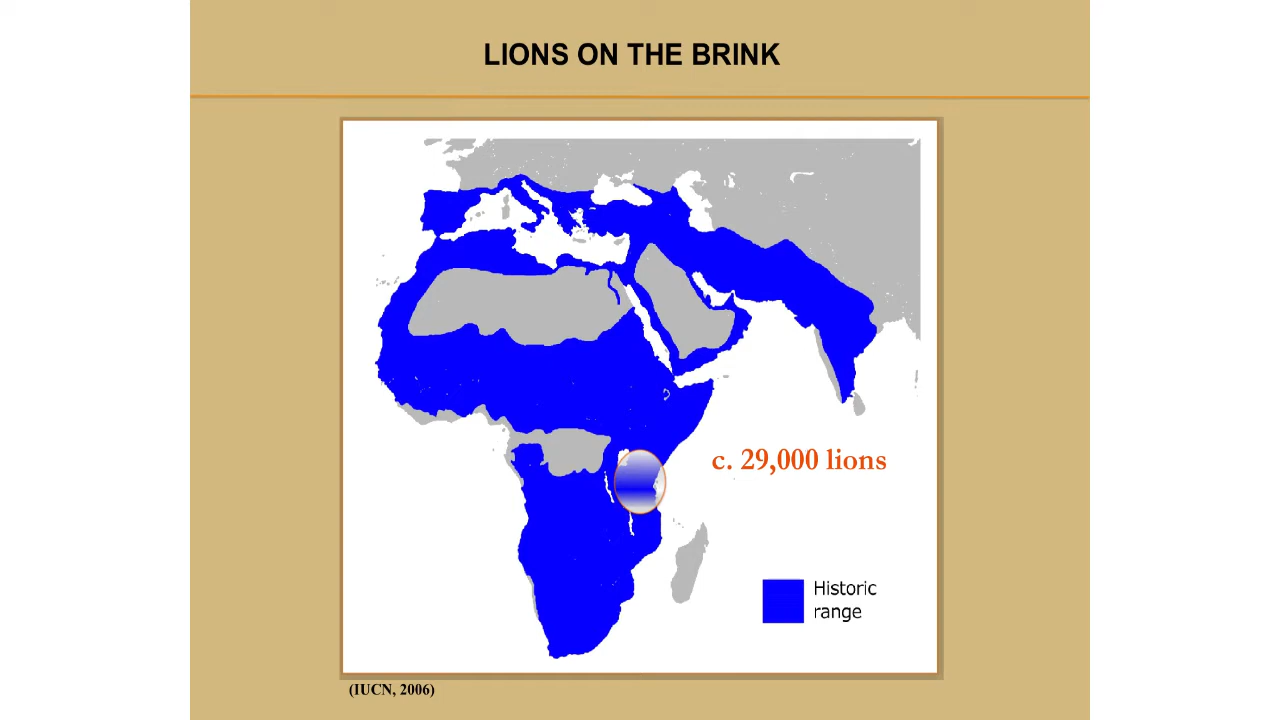 LIONS ON THE BRINK
c. 29,000 lions
Historic
range
(IUCN, 2006)